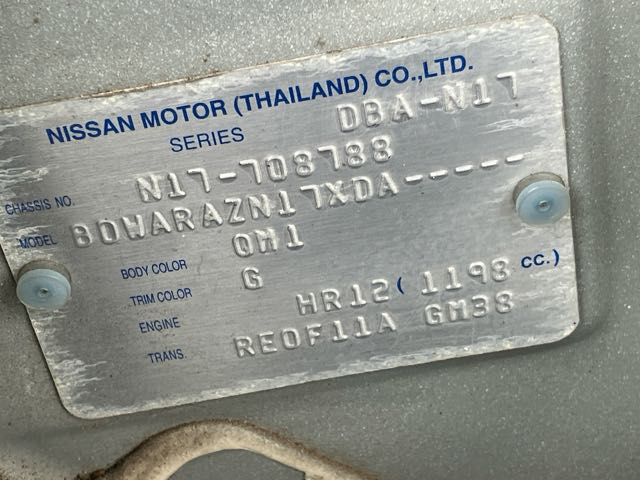 NISSAN MOTOR (THAILAND) CO.,LTD.
SERIES DBA-N17
CHASSIS NO. N17-708788
MODEL BDWARAZN17XDA-----
BODY COLOR QM1
TRIM COLOR G
ENGINE HR12 ( 1198 CC.)
TRANS. RE0F11A GM38